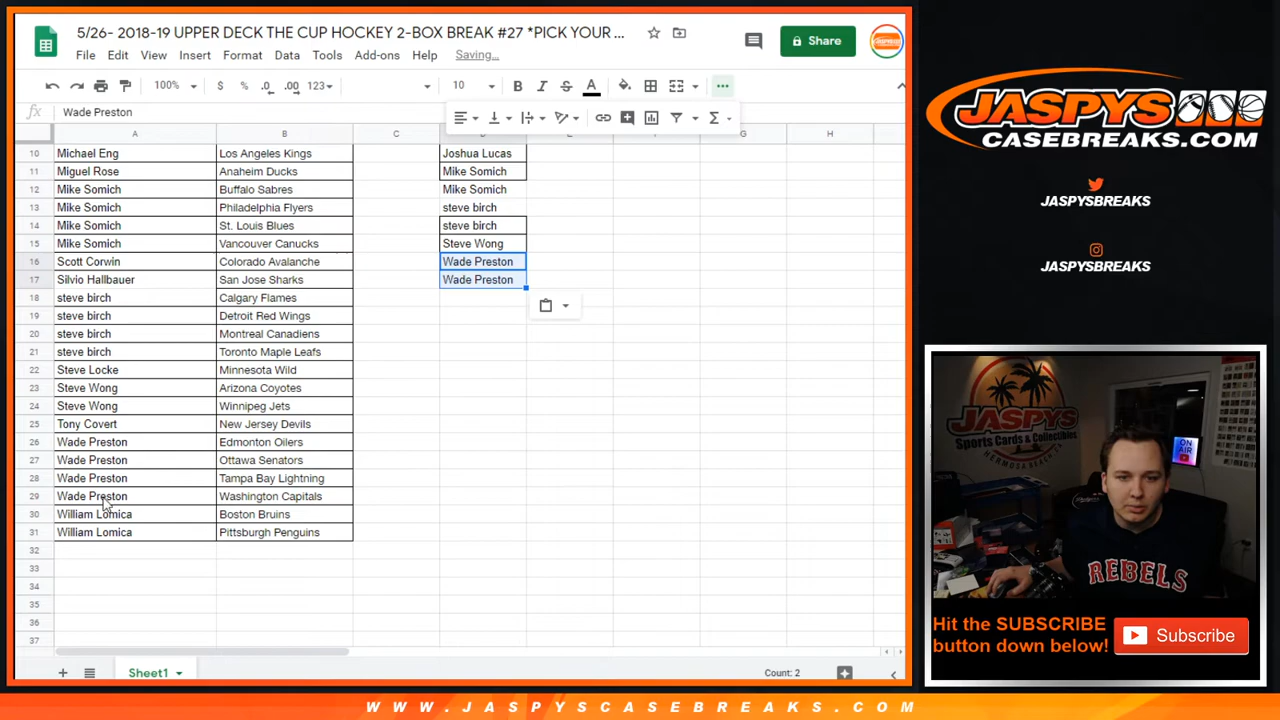 5/26- 2018-19 UPPER DECK THE CUP HOCKEY 2-BOX BREAK #27 *PICK YOUR ...
File Edit View Insert Format Data Tools Add-ons Help Saving...
Share
100% $ % .0 .00 123 10 B I S A
fx Wade Preston
A B C D E F G H
10 Michael Eng Los Angeles Kings Joshua Lucas
11 Miguel Rose Anaheim Ducks Mike Somich
12 Mike Somich Buffalo Sabres Mike Somich
13 Mike Somich Philadelphia Flyers steve birch
14 Mike Somich St. Louis Blues steve birch
15 Mike Somich Vancouver Canucks Steve Wong
16 Scott Corwin Colorado Avalanche Wade Preston
17 Silvio Hallbauer San Jose Sharks Wade Preston
18 steve birch Calgary Flames
19 steve birch Detroit Red Wings
20 steve birch Montreal Canadiens
21 steve birch Toronto Maple Leafs
22 Steve Locke Minnesota Wild
23 Steve Wong Arizona Coyotes
24 Steve Wong Winnipeg Jets
25 Tony Covert New Jersey Devils
26 Wade Preston Edmonton Oilers
27 Wade Preston Ottawa Senators
28 Wade Preston Tampa Bay Lightning
29 Wade Preston Washington Capitals
30 William Lomica Boston Bruins
31 William Lomica Pittsburgh Penguins
32
33
34
35
36
37
Sheet1 Count: 2
JASPYS
CASEBREAKS.COM
JASPYSBREAKS
JASPYSBREAKS
JASPYS
Sports Cards & Collectibles
HERMOSA BEACH
ON AIR
REBELS
Hit the SUBSCRIBE
button down below!
Subscribe
WWW.JASPYSCASEBREAKS.COM